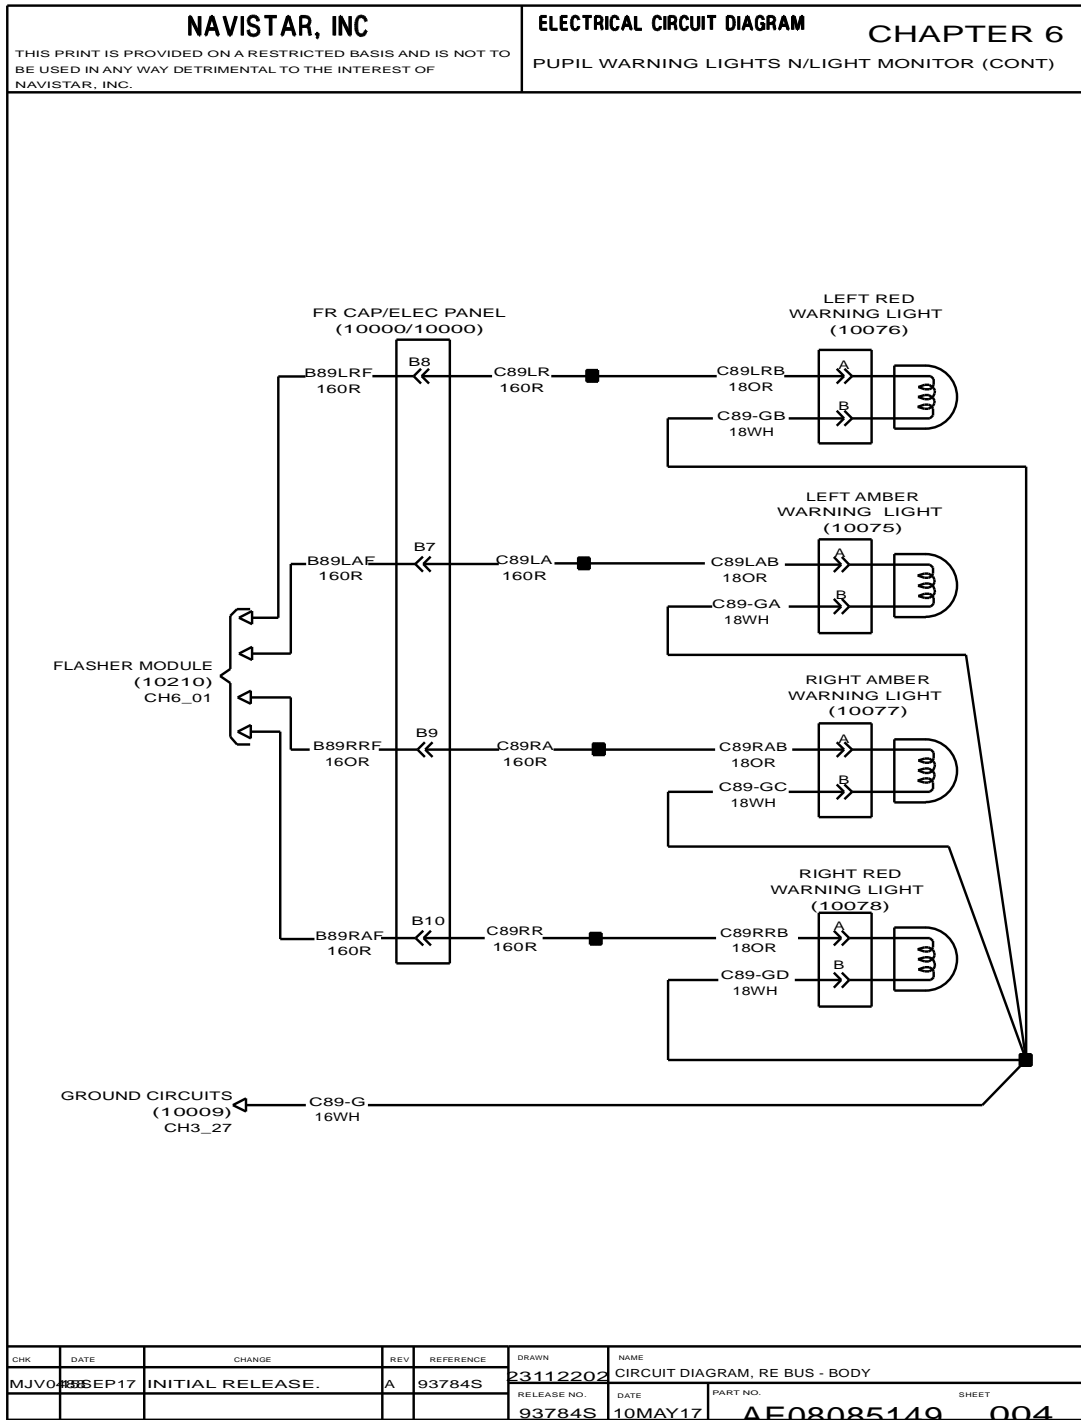 NAVISTAR, INC
THIS PRINT IS PROVIDED ON A RESTRICTED BASIS AND IS NOT TO
BE USED IN ANY WAY DETRIMENTAL TO THE INTEREST OF
NAVISTAR, INC.
ELECTRICAL CIRCUIT DIAGRAM
CHAPTER 6
PUPIL WARNING LIGHTS N/LIGHT MONITOR (CONT)
FR CAP/ELEC PANEL
(10000/10000)
LEFT RED
WARNING LIGHT
(10076)
B89LRF
160R
B8
C89LR
160R
C89LRB
18OR
A
C89-GB
18WH
B
LEFT AMBER
WARNING LIGHT
(10075)
B89LAF
160R
B7
C89LA
160R
C89LAB
18OR
A
C89-GA
18WH
B
FLASHER MODULE
(10210)
CH6_01
RIGHT AMBER
WARNING LIGHT
(10077)
B89RRF
16OR
B9
C89RA
160R
C89RAB
18OR
A
C89-GC
18WH
B
RIGHT RED
WARNING LIGHT
(10078)
B89RAF
160R
B10
C89RR
160R
C89RRB
18OR
A
C89-GD
18WH
B
GROUND CIRCUITS
(10009)
CH3_27
C89-G
16WH
CHK DATE CHANGE REV REFERENCE
SEP17 INITIAL RELEASE. A 93784S
DRAWN
23112202
NAME
CIRCUIT DIAGRAM, RE BUS - BODY
RELEASE NO.
93784S
DATE
10MAY17
PART NO.
AE08085149
SHEET
004